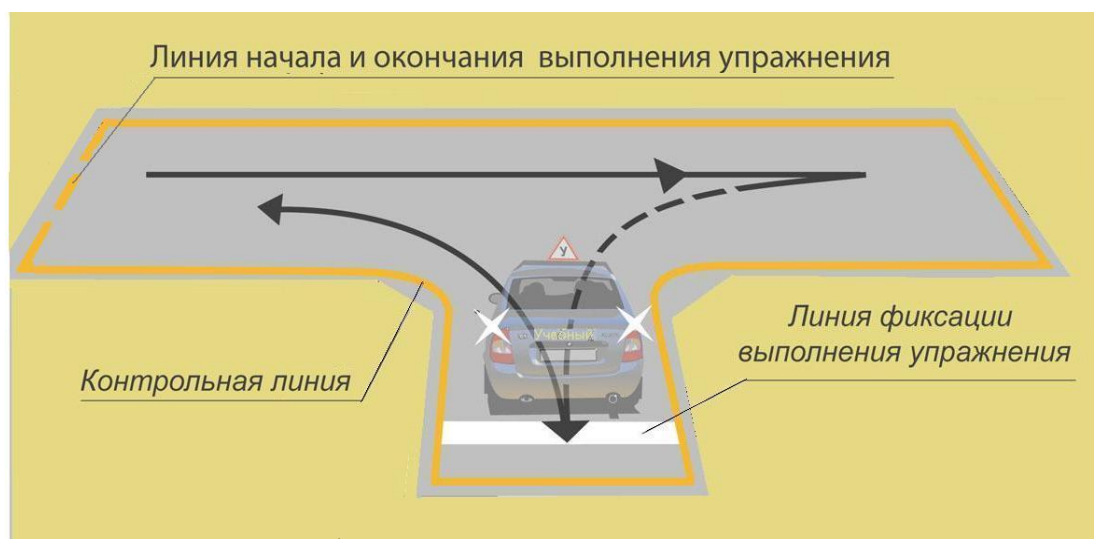 Линия начала и окончания выполнения упражнения
У
Учебный
Линия фиксации
выполнения упражнения
Контрольная линия